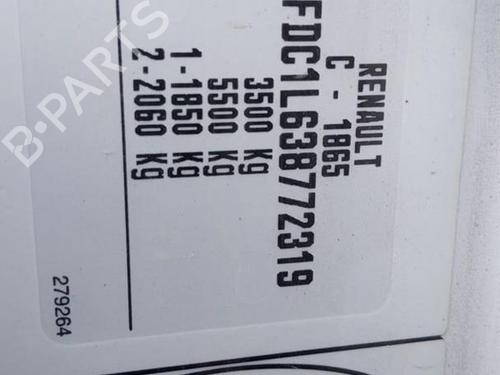 RENAULT
C - 1865
FDC1L638772319
3500 Kg
5500 Kg
1-1850 Kg
2-2060 Kg
279264
B-PARTS